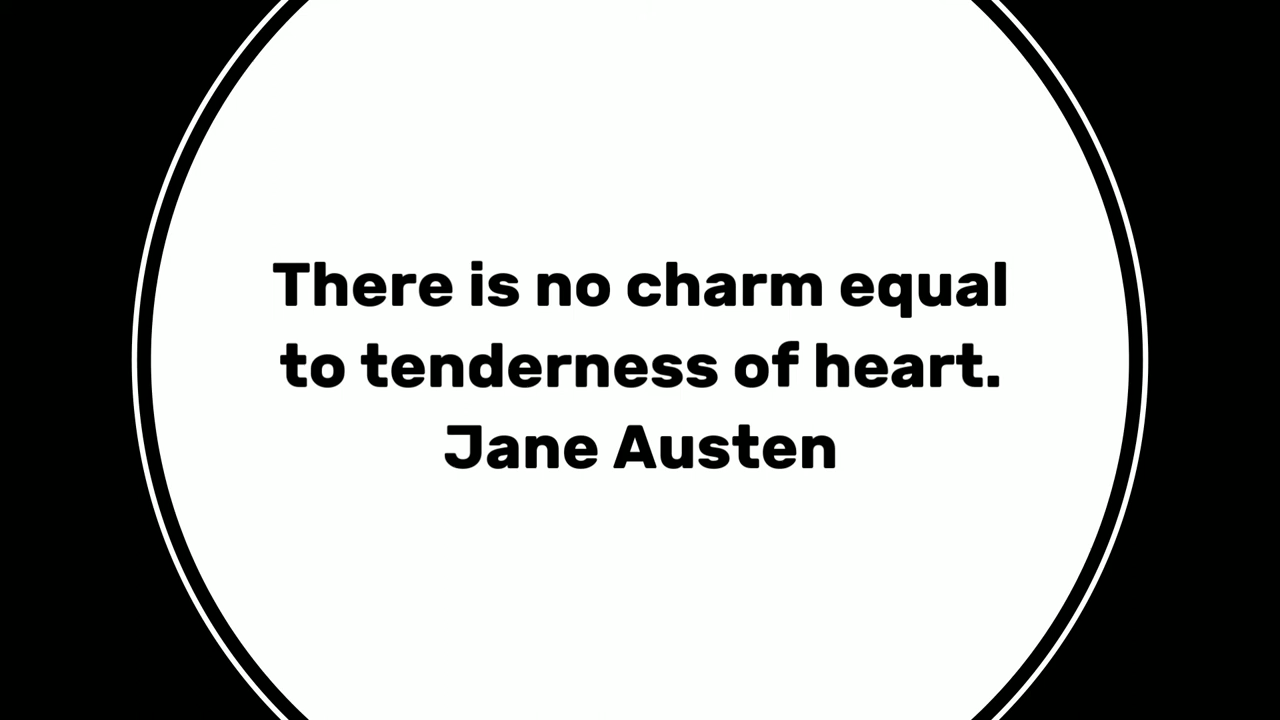 There is no charm equal
to tenderness of heart.
Jane Austen